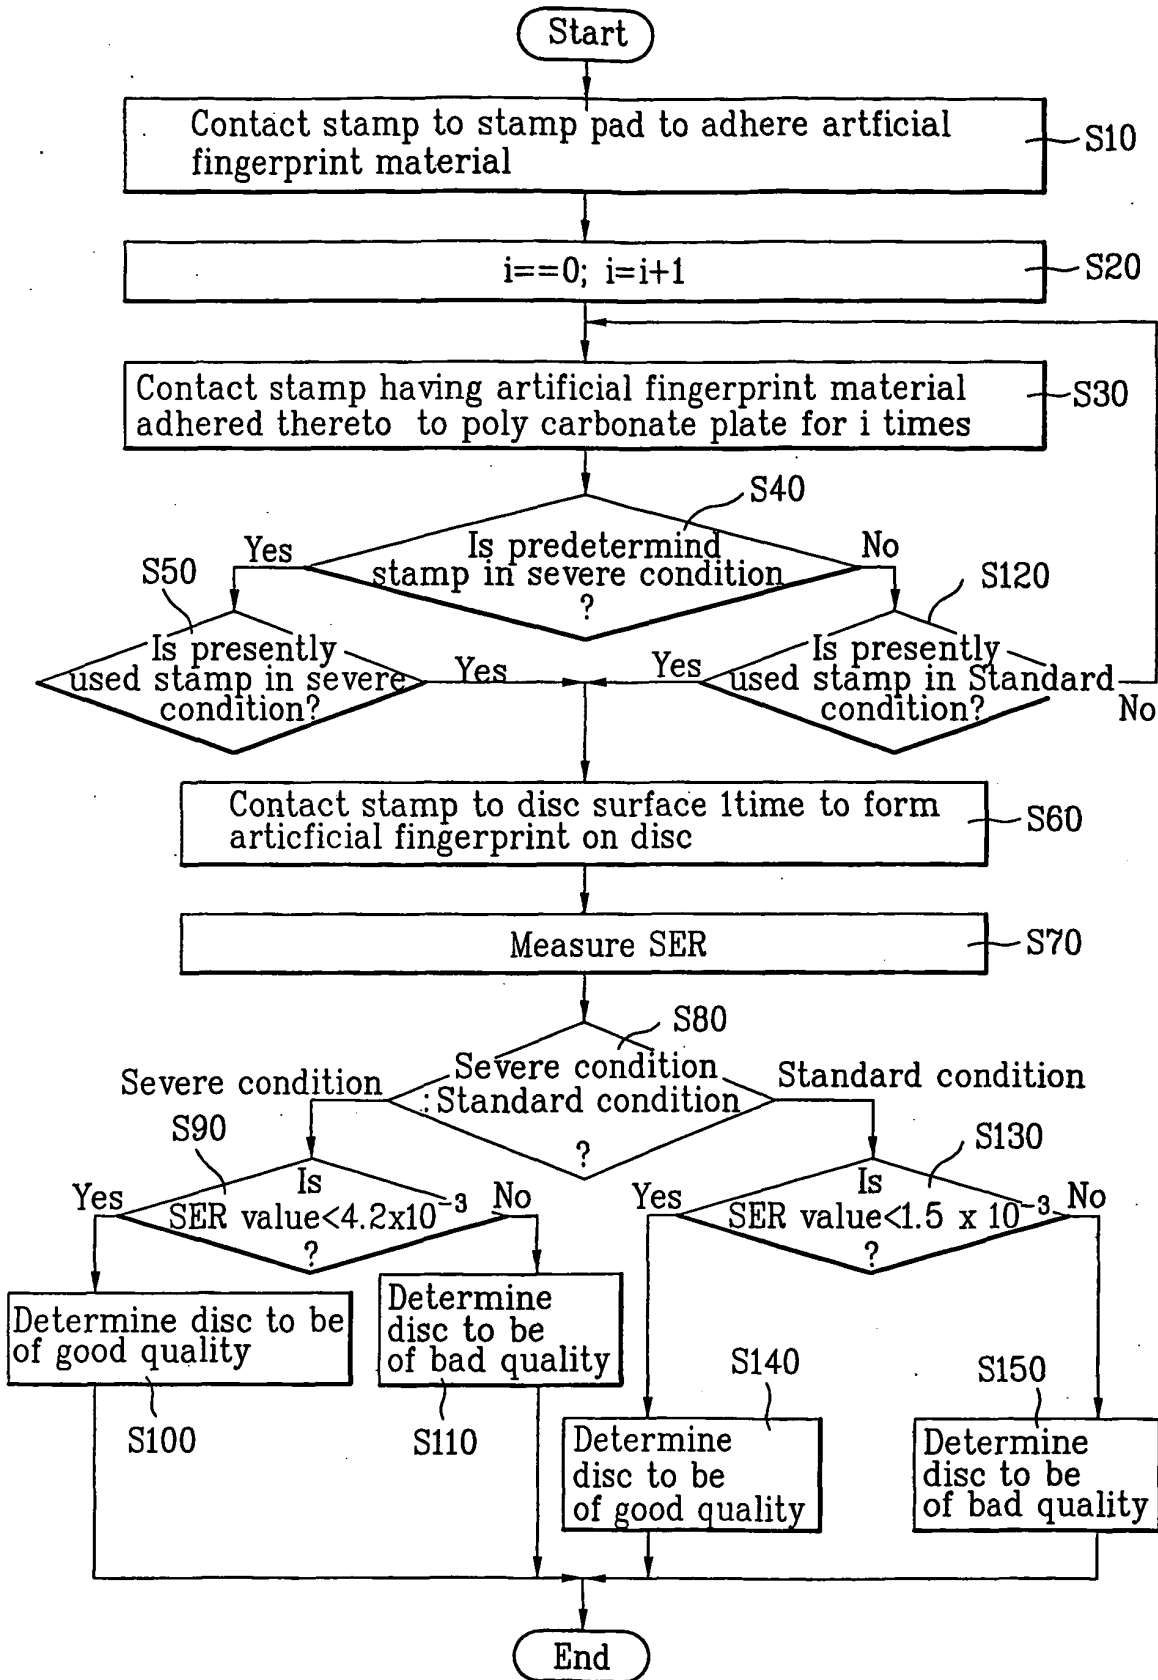 Start
Contact stamp to stamp pad to adhere artficial
fingerprint material
S10
i==0; i=i+1
S20
Contact stamp having artificial fingerprint material
adhered thereto to poly carbonate plate for i times
S30
S40
Is predetermind
stamp in severe condition
?
Yes
No
S50
Is presently
used stamp in severe
condition?
Yes
S120
Is presently
used stamp in Standard
condition?
Yes
No
Contact stamp to disc surface 1time to form
articficial fingerprint on disc
S60
Measure SER
S70
S80
Severe condition
:Standard condition
?
Severe condition
Standard condition
S90
Is
SER value<4.2x10⁻³
?
Yes
No
S130
Is
SER value<1.5 x 10⁻³
?
Yes
No
Determine disc to be
of good quality
S100
Determine
disc to be
of bad quality
S110
S140
Determine
disc to be
of good quality
S150
Determine
disc to be
of bad quality
End